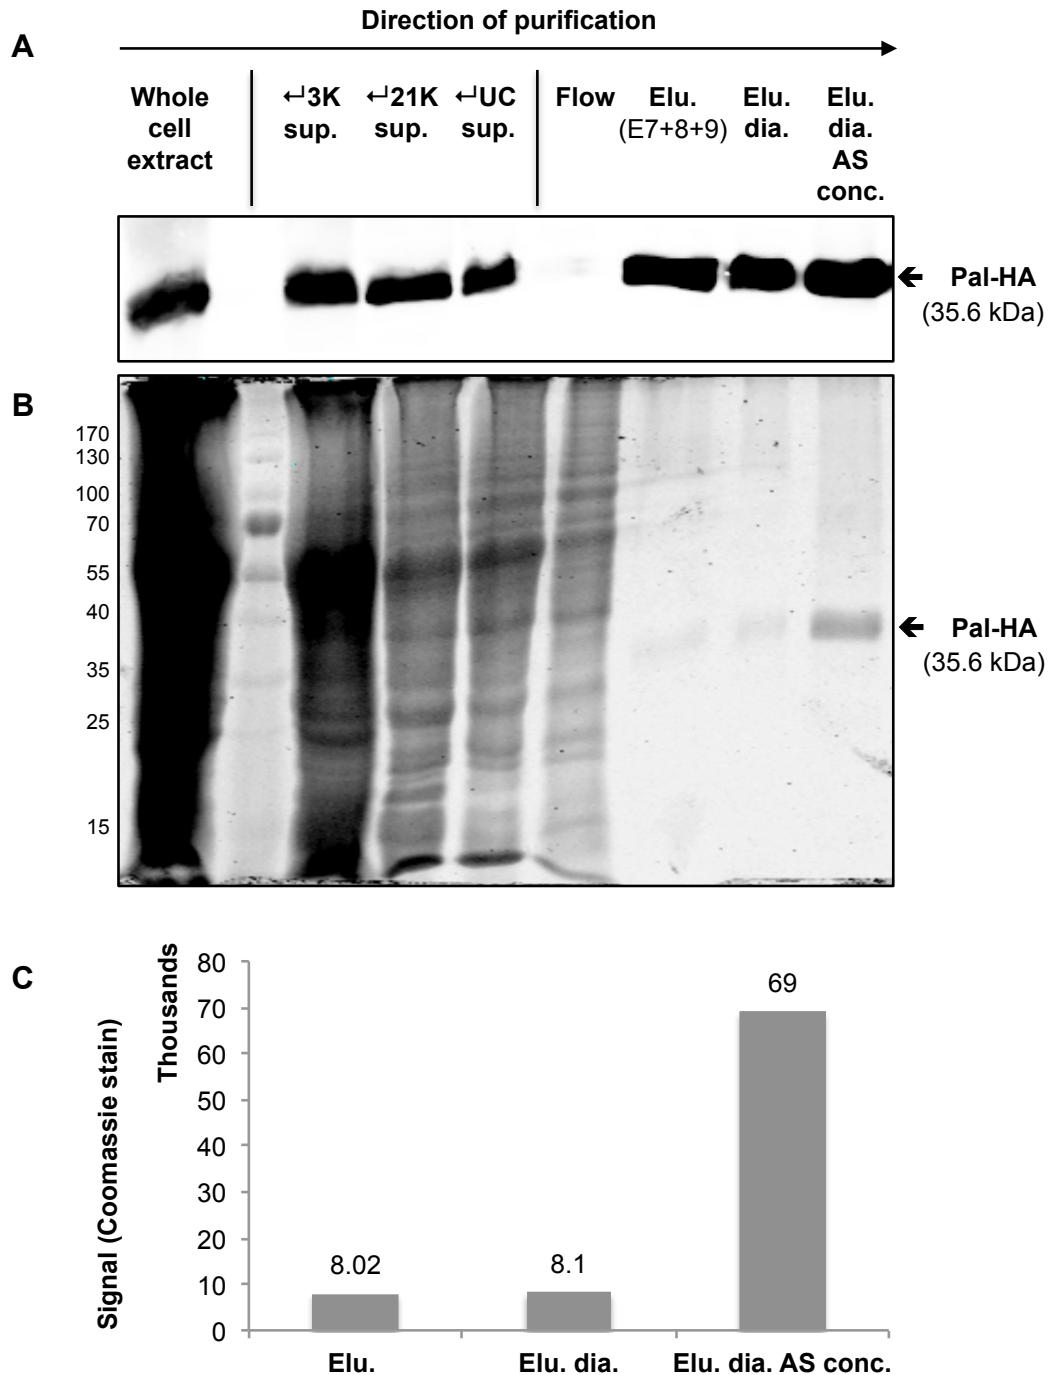 Direction of purification
A
Whole cell extract
↵3K sup.
↵21K sup.
↵UC sup.
Flow
Elu. (E7+8+9)
Elu. dia.
Elu. dia. AS conc.
Pal-HA
(35.6 kDa)
B
170
130
100
70
55
40
35
25
15
Pal-HA
(35.6 kDa)
C
Signal (Coomassie stain)
Thousands
80
70
60
50
40
30
20
10
0
8.02
8.1
69
Elu.
Elu. dia.
Elu. dia. AS conc.